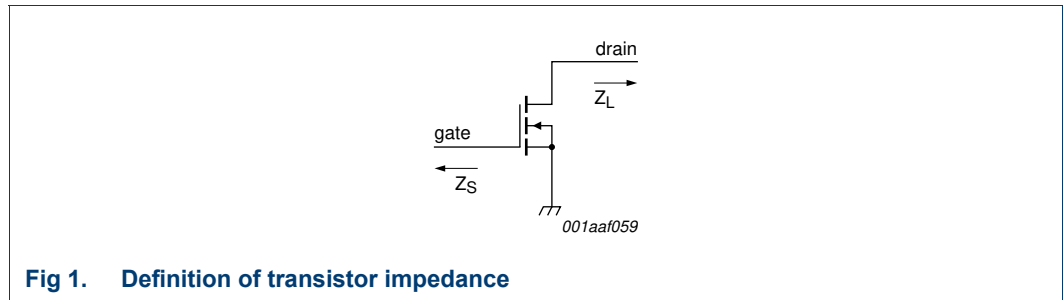 drain
Z_L
gate
Z_S
001aaf059
Fig 1. Definition of transistor impedance